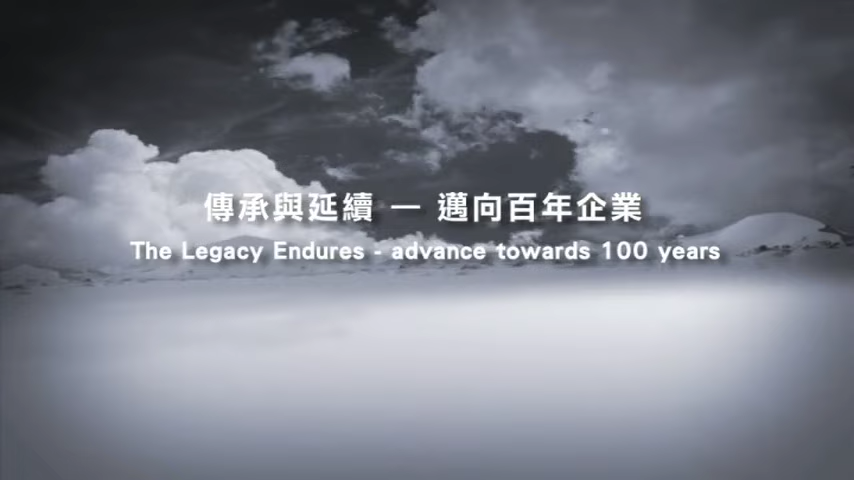 傳承與延續 — 邁向百年企業
The Legacy Endures - advance towards 100 years